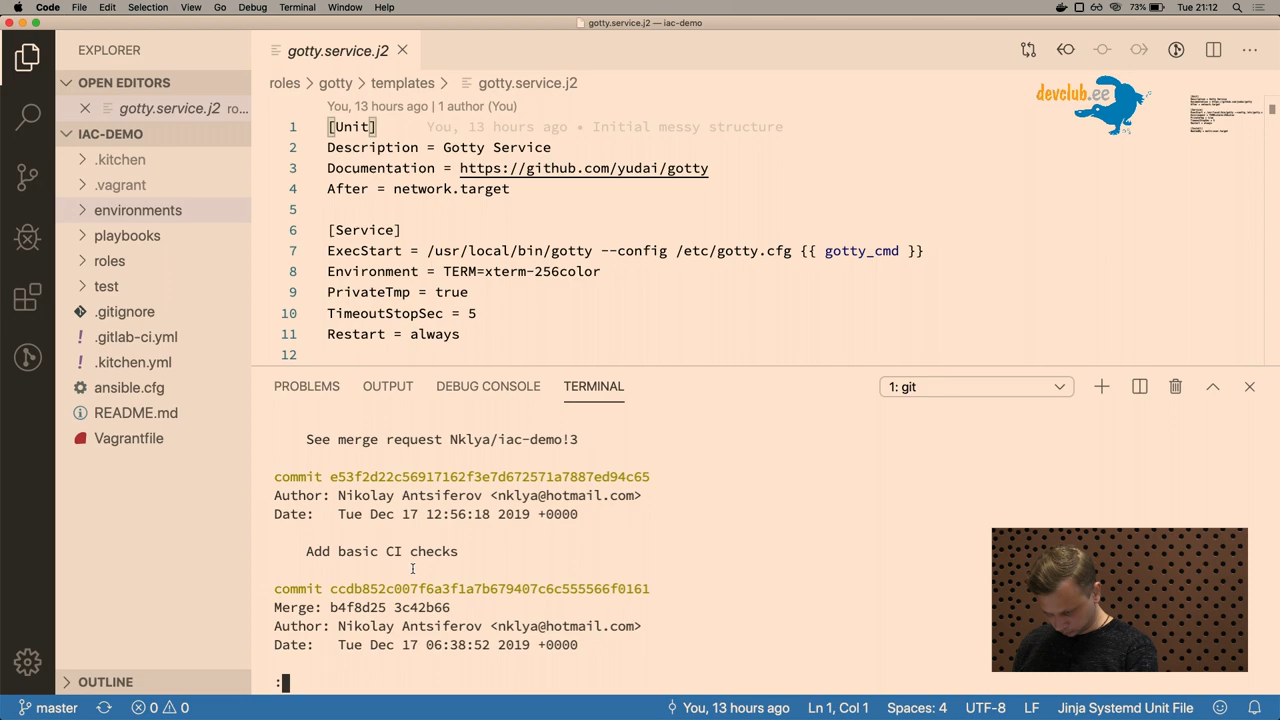 Code File Edit Selection View Go Debug Terminal Window Help 73% Tue 21:12
gotty.service.j2 — iac-demo
EXPLORER
OPEN EDITORS
gotty.service.j2 ro...
IAC-DEMO
.kitchen
.vagrant
environments
playbooks
roles
test
.gitignore
.gitlab-ci.yml
.kitchen.yml
ansible.cfg
README.md
Vagrantfile
OUTLINE
gotty.service.j2
roles > gotty > templates > gotty.service.j2
devclub.ee
You, 13 hours ago | 1 author (You)
1 [Unit] You, 13 hours ago • Initial messy structure
2 Description = Gotty Service
3 Documentation = https://github.com/yudai/gotty
4 After = network.target
5
6 [Service]
7 ExecStart = /usr/local/bin/gotty --config /etc/gotty.cfg {{ gotty_cmd }}
8 Environment = TERM=xterm-256color
9 PrivateTmp = true
10 TimeoutStopSec = 5
11 Restart = always
12
PROBLEMS OUTPUT DEBUG CONSOLE TERMINAL 1: git
See merge request Nklya/iac-demo!3
commit e53f2d22c56917162f3e7d672571a7887ed94c65
Author: Nikolay Antsiferov <nklya@hotmail.com>
Date: Tue Dec 17 12:56:18 2019 +0000
Add basic CI checks
commit ccdb852c007f6a3f1a7b679407c6c555566f0161
Merge: b4f8d25 3c42b66
Author: Nikolay Antsiferov <nklya@hotmail.com>
Date: Tue Dec 17 06:38:52 2019 +0000
:
master 0 0 You, 13 hours ago Ln 1, Col 1 Spaces: 4 UTF-8 LF Jinja Systemd Unit File